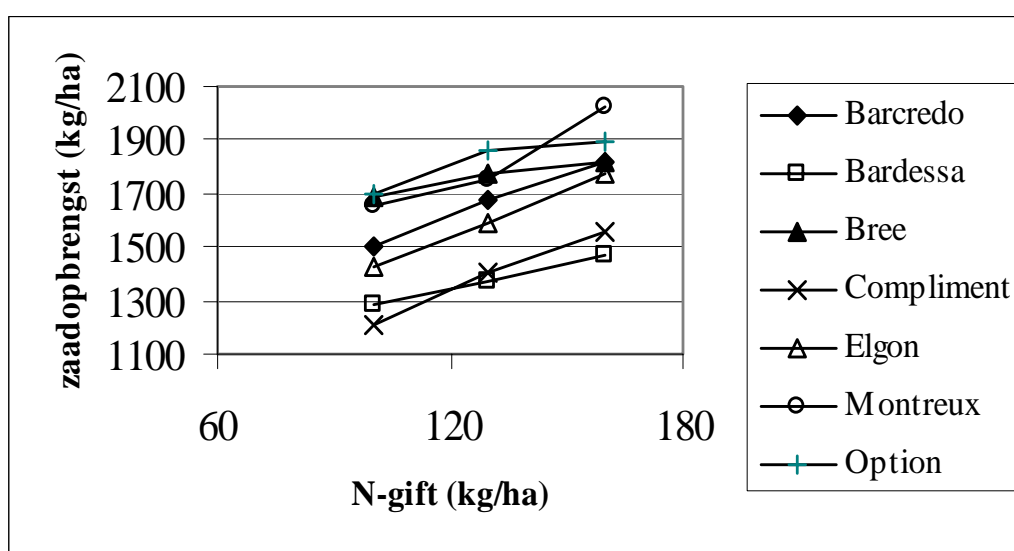 2100
1900
1700
1500
1300
1100
zaadopbrengst (kg/ha)
60 120 180
N-gift (kg/ha)
Barcredo
Bardessa
Bree
Compliment
Elgon
Montreux
Option